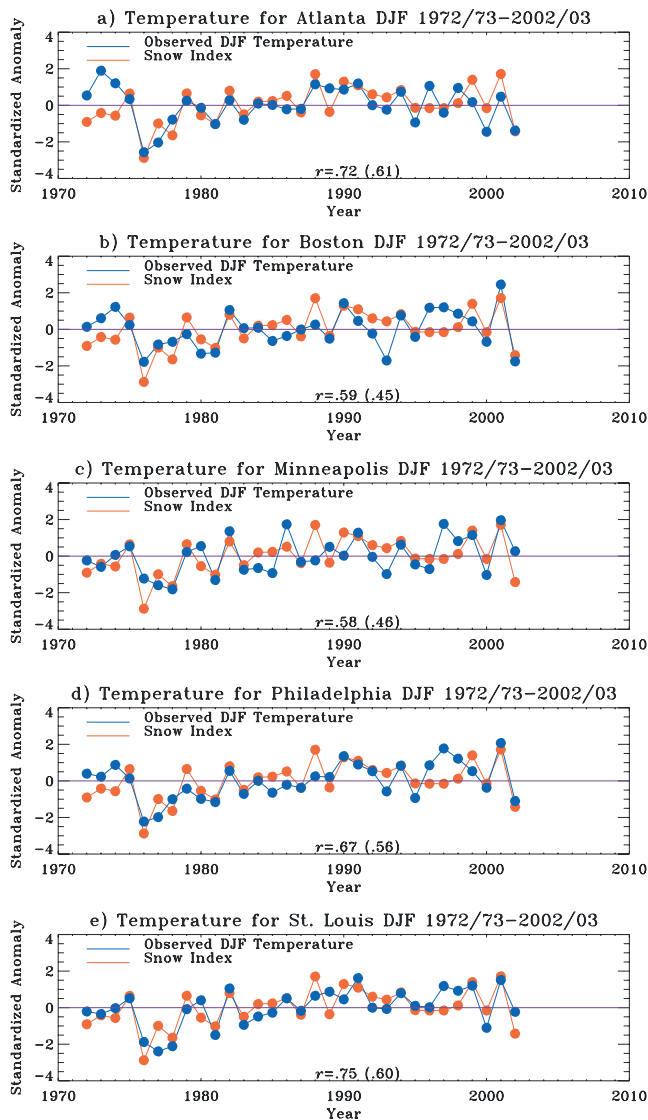 a) Temperature for Atlanta DJF 1972/73−2002/03
Standardized Anomaly
4
2
0
−2
−4
Observed DJF Temperature
Snow Index
r=.72 (.61)
1970 1980 1990 2000 2010
Year
b) Temperature for Boston DJF 1972/73−2002/03
Standardized Anomaly
4
2
0
−2
−4
Observed DJF Temperature
Snow Index
r=.59 (.45)
1970 1980 1990 2000 2010
Year
c) Temperature for Minneapolis DJF 1972/73−2002/03
Standardized Anomaly
4
2
0
−2
−4
Observed DJF Temperature
Snow Index
r=.58 (.46)
1970 1980 1990 2000 2010
Year
d) Temperature for Philadelphia DJF 1972/73−2002/03
Standardized Anomaly
4
2
0
−2
−4
Observed DJF Temperature
Snow Index
r=.67 (.56)
1970 1980 1990 2000 2010
Year
e) Temperature for St. Louis DJF 1972/73−2002/03
Standardized Anomaly
4
2
0
−2
−4
Observed DJF Temperature
Snow Index
r=.75 (.60)
1970 1980 1990 2000 2010
Year